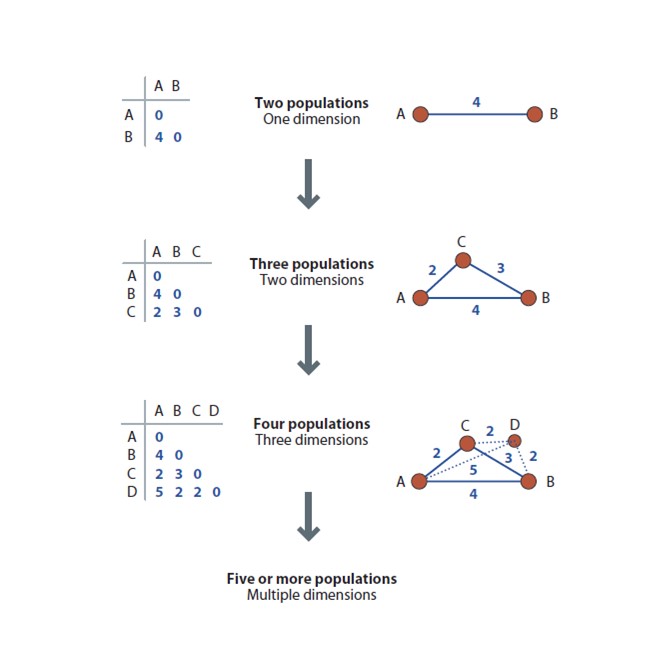 A B
A 0
B 4 0
Two populations
One dimension
A 4 B
A B C
A 0
B 4 0
C 2 3 0
Three populations
Two dimensions
C
2 3
A B
4
A B C D
A 0
B 4 0
C 2 3 0
D 5 2 2 0
Four populations
Three dimensions
C 2 D
2 3 2
5
A B
4
Five or more populations
Multiple dimensions